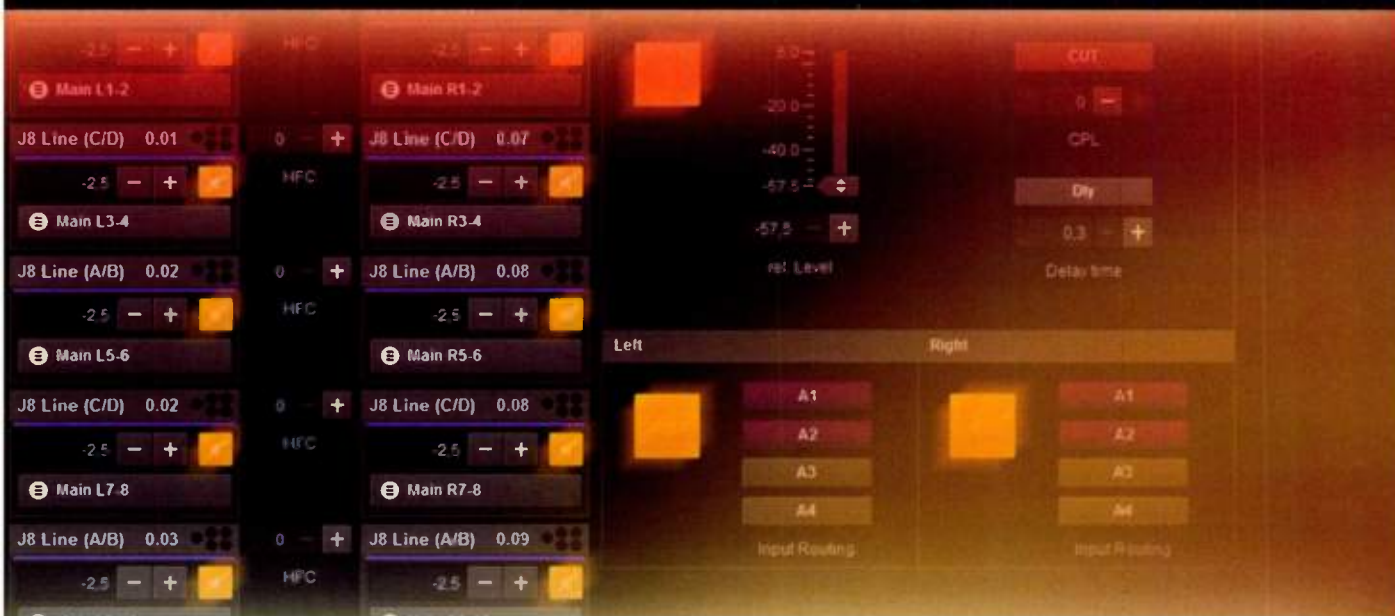 -2.5 − +
HFC
-2.5 − +
Main L1-2
Main R1-2
J8 Line (C/D) 0.01
0 − +
J8 Line (C/D) 0.07
-2.5 − +
HFC
-2.5 − +
Main L3-4
Main R3-4
J8 Line (A/B) 0.02
0 − +
J8 Line (A/B) 0.08
-2.5 − +
HFC
-2.5 − +
Main L5-6
Main R5-6
J8 Line (C/D) 0.02
0 − +
J8 Line (C/D) 0.08
-2.5 − +
HFC
-2.5 − +
Main L7-8
Main R7-8
J8 Line (A/B) 0.03
0 − +
J8 Line (A/B) 0.09
-2.5 − +
HFC
-2.5 − +
-20.0
-40.0
-57.5
-57.5 − +
rel. Level
CUT
0 −
CPL
Dly
0.3 − +
Delay time
Left
Right
A1
A2
A3
A4
Input Routing
A1
A2
A3
A4
Input Routing